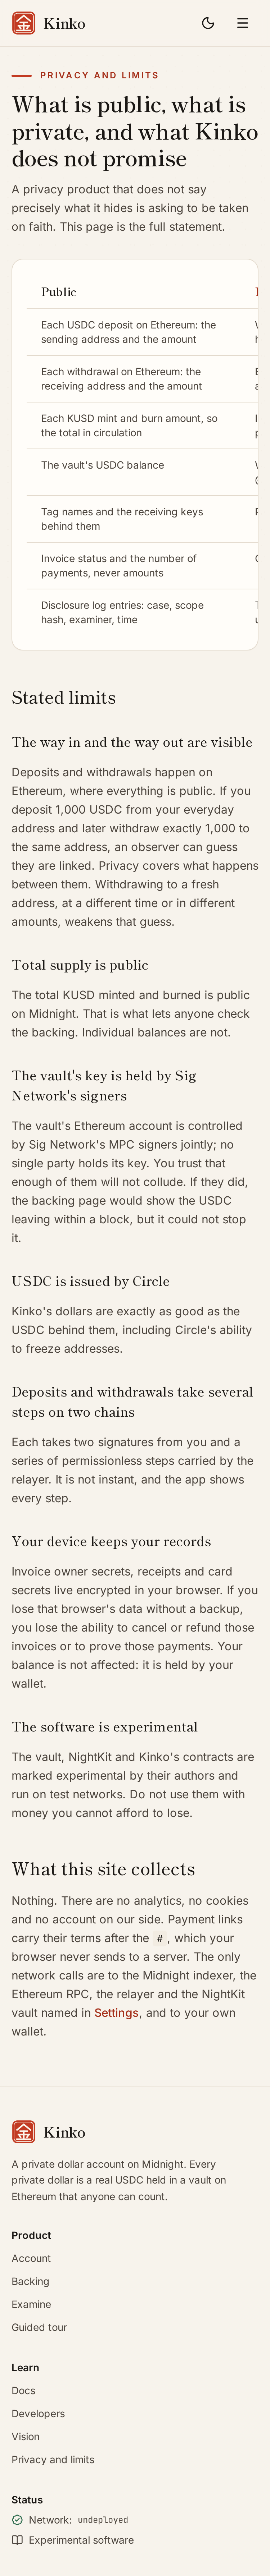 金 Kinko
PRIVACY AND LIMITS
What is public, what is
private, and what Kinko
does not promise
A privacy product that does not say
precisely what it hides is asking to be taken
on faith. This page is the full statement.
Public
Each USDC deposit on Ethereum: the
sending address and the amount
Each withdrawal on Ethereum: the
receiving address and the amount
Each KUSD mint and burn amount, so
the total in circulation
The vault's USDC balance
Tag names and the receiving keys
behind them
Invoice status and the number of
payments, never amounts
Disclosure log entries: case, scope
hash, examiner, time
Stated limits
The way in and the way out are visible
Deposits and withdrawals happen on
Ethereum, where everything is public. If you
deposit 1,000 USDC from your everyday
address and later withdraw exactly 1,000 to
the same address, an observer can guess
they are linked. Privacy covers what happens
between them. Withdrawing to a fresh
address, at a different time or in different
amounts, weakens that guess.
Total supply is public
The total KUSD minted and burned is public
on Midnight. That is what lets anyone check
the backing. Individual balances are not.
The vault's key is held by Sig
Network's signers
The vault's Ethereum account is controlled
by Sig Network's MPC signers jointly; no
single party holds its key. You trust that
enough of them will not collude. If they did,
the backing page would show the USDC
leaving within a block, but it could not stop
it.
USDC is issued by Circle
Kinko's dollars are exactly as good as the
USDC behind them, including Circle's ability
to freeze addresses.
Deposits and withdrawals take several
steps on two chains
Each takes two signatures from you and a
series of permissionless steps carried by the
relayer. It is not instant, and the app shows
every step.
Your device keeps your records
Invoice owner secrets, receipts and card
secrets live encrypted in your browser. If you
lose that browser's data without a backup,
you lose the ability to cancel or refund those
invoices or to prove those payments. Your
balance is not affected: it is held by your
wallet.
The software is experimental
The vault, NightKit and Kinko's contracts are
marked experimental by their authors and
run on test networks. Do not use them with
money you cannot afford to lose.
What this site collects
Nothing. There are no analytics, no cookies
and no account on our side. Payment links
carry their terms after the #, which your
browser never sends to a server. The only
network calls are to the Midnight indexer, the
Ethereum RPC, the relayer and the NightKit
vault named in Settings, and to your own
wallet.
金 Kinko
A private dollar account on Midnight. Every
private dollar is a real USDC held in a vault on
Ethereum that anyone can count.
Product
Account
Backing
Examine
Guided tour
Learn
Docs
Developers
Vision
Privacy and limits
Status
Network: undeployed
Experimental software